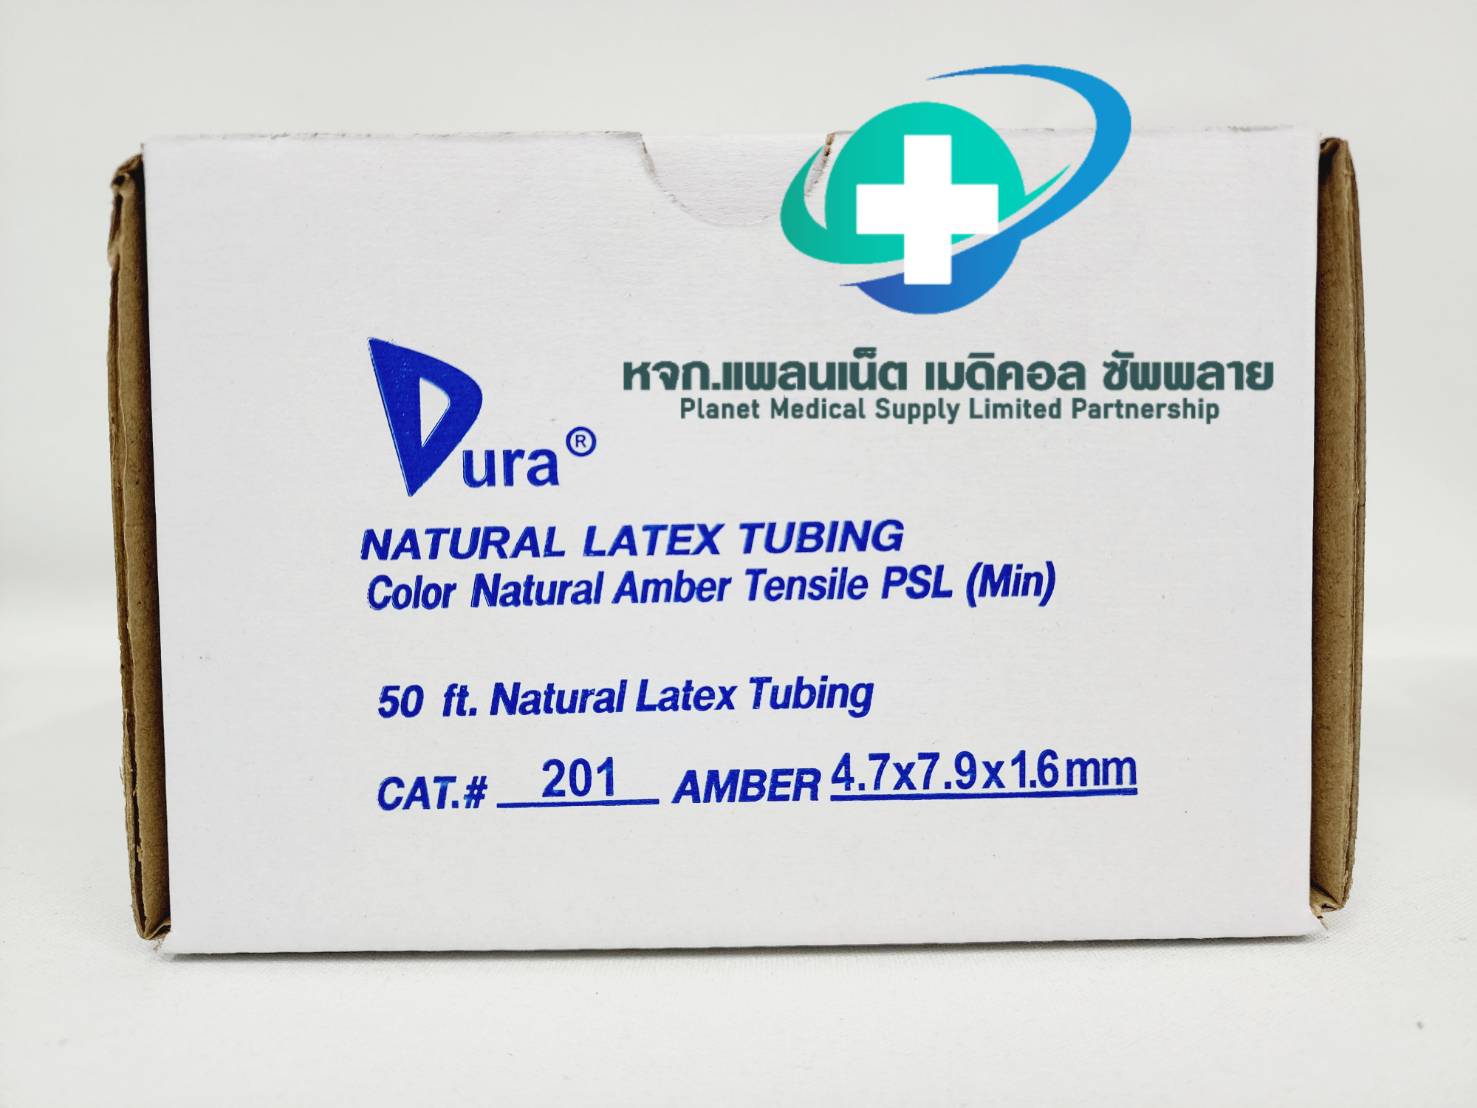 หจก.แพลนเน็ต เมดิคอล ซัพพลาย
Planet Medical Supply Limited Partnership
Dura®
NATURAL LATEX TUBING
Color Natural Amber Tensile PSL (Min)
50 ft. Natural Latex Tubing
CAT.# 201 AMBER 4.7x7.9x1.6mm